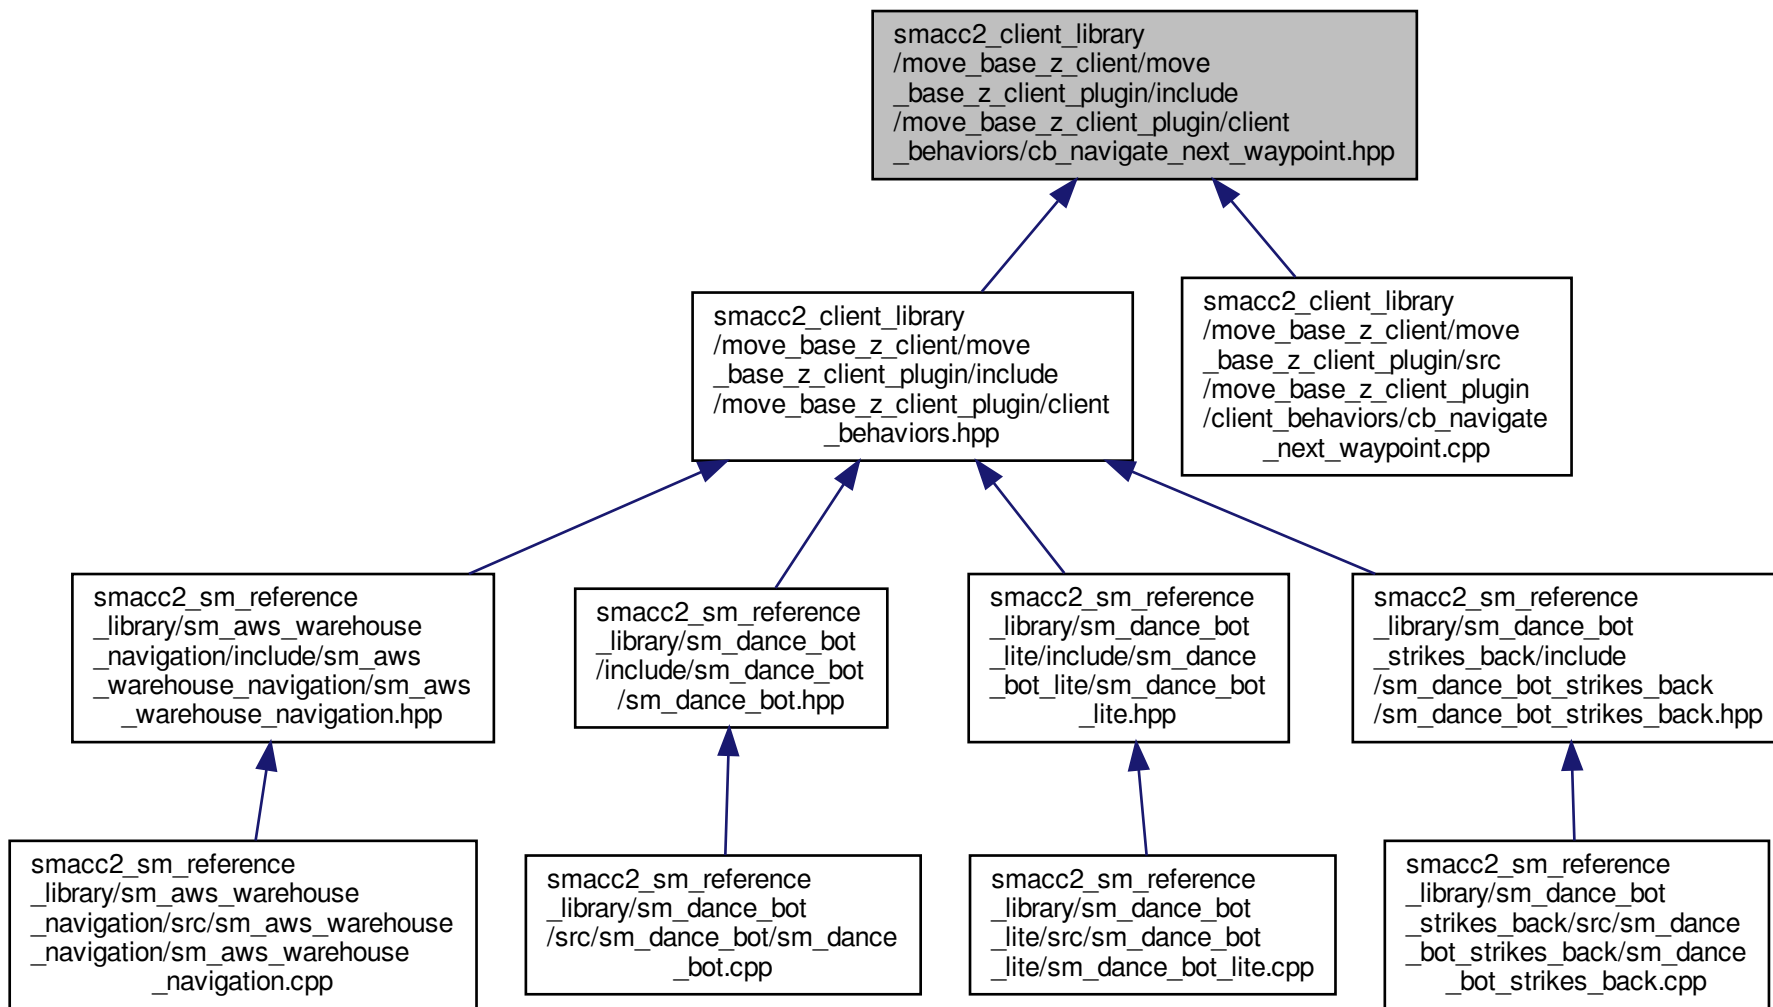 smacc2_client_library
/move_base_z_client/move
_base_z_client_plugin/include
/move_base_z_client_plugin/client
_behaviors/cb_navigate_next_waypoint.hpp
smacc2_client_library
/move_base_z_client/move
_base_z_client_plugin/include
/move_base_z_client_plugin/client
_behaviors.hpp
smacc2_client_library
/move_base_z_client/move
_base_z_client_plugin/src
/move_base_z_client_plugin
/client_behaviors/cb_navigate
_next_waypoint.cpp
smacc2_sm_reference
_library/sm_aws_warehouse
_navigation/include/sm_aws
_warehouse_navigation/sm_aws
_warehouse_navigation.hpp
smacc2_sm_reference
_library/sm_dance_bot
/include/sm_dance_bot
/sm_dance_bot.hpp
smacc2_sm_reference
_library/sm_dance_bot
_lite/include/sm_dance
_bot_lite/sm_dance_bot
_lite.hpp
smacc2_sm_reference
_library/sm_dance_bot
_strikes_back/include
/sm_dance_bot_strikes_back
/sm_dance_bot_strikes_back.hpp
smacc2_sm_reference
_library/sm_aws_warehouse
_navigation/src/sm_aws_warehouse
_navigation/sm_aws_warehouse
_navigation.cpp
smacc2_sm_reference
_library/sm_dance_bot
/src/sm_dance_bot/sm_dance
_bot.cpp
smacc2_sm_reference
_library/sm_dance_bot
_lite/src/sm_dance_bot
_lite/sm_dance_bot_lite.cpp
smacc2_sm_reference
_library/sm_dance_bot
_strikes_back/src/sm_dance
_bot_strikes_back/sm_dance
_bot_strikes_back.cpp